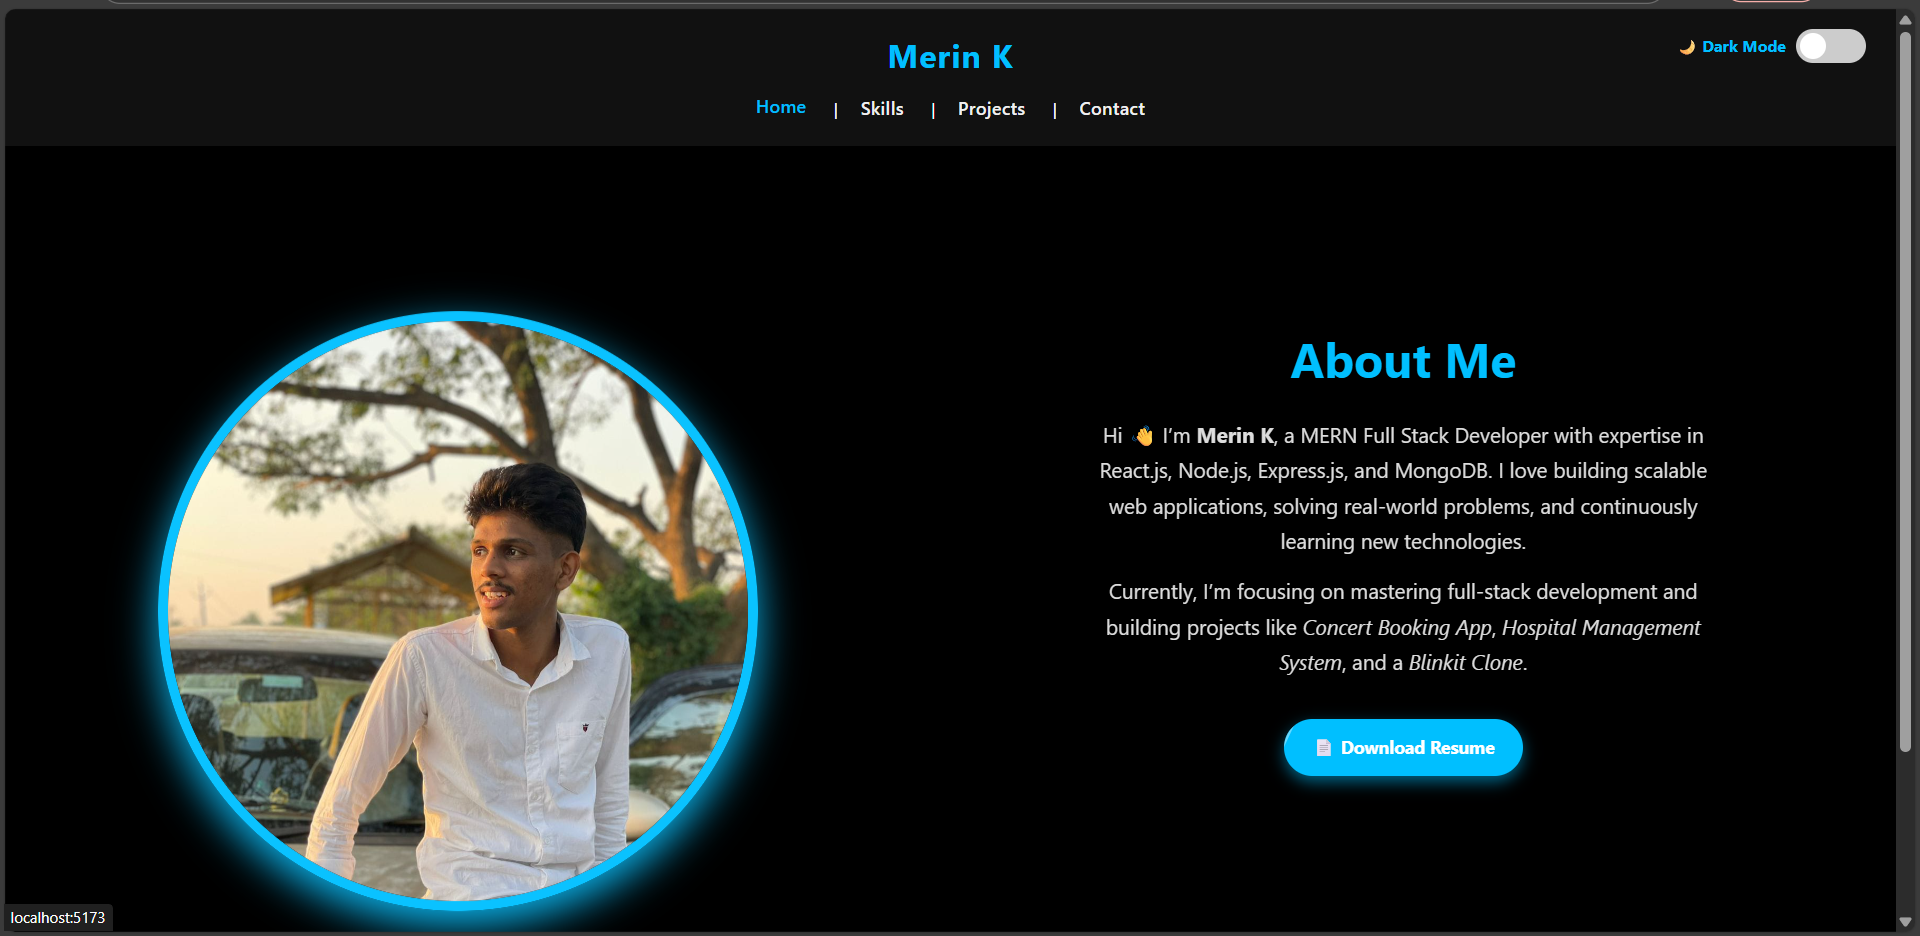 Merin K
🌙 Dark Mode
Home | Skills | Projects | Contact
About Me
Hi 👋 I’m Merin K, a MERN Full Stack Developer with expertise in
React.js, Node.js, Express.js, and MongoDB. I love building scalable
web applications, solving real-world problems, and continuously
learning new technologies.
Currently, I’m focusing on mastering full-stack development and
building projects like Concert Booking App, Hospital Management
System, and a Blinkit Clone.
📄 Download Resume
localhost:5173